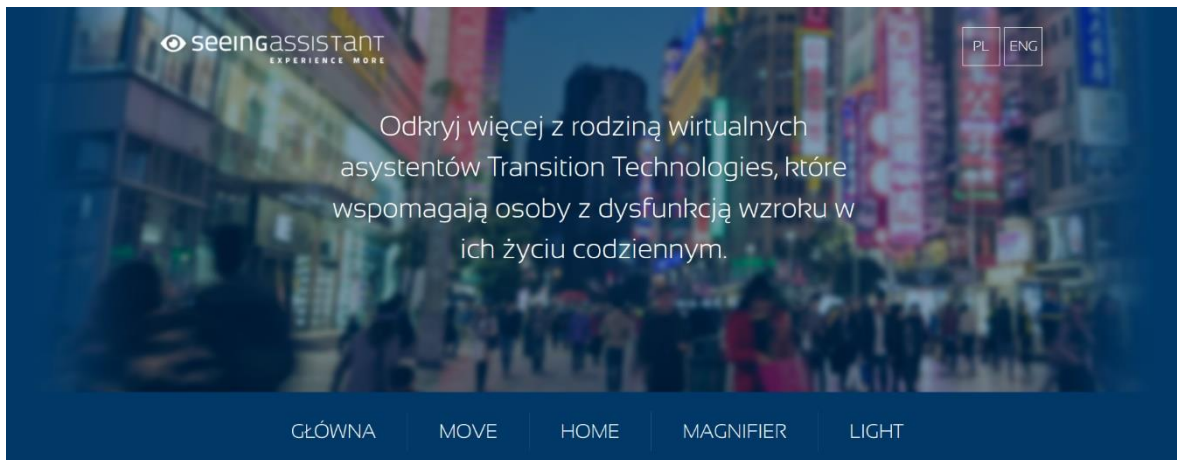 seeingassistant
EXPERIENCE MORE
PL
ENG
Odkryj więcej z rodziną wirtualnych
asystentów Transition Technologies, które
wspomagają osoby z dysfunkcją wzroku w
ich życiu codziennym.
GŁÓWNA
MOVE
HOME
MAGNIFIER
LIGHT